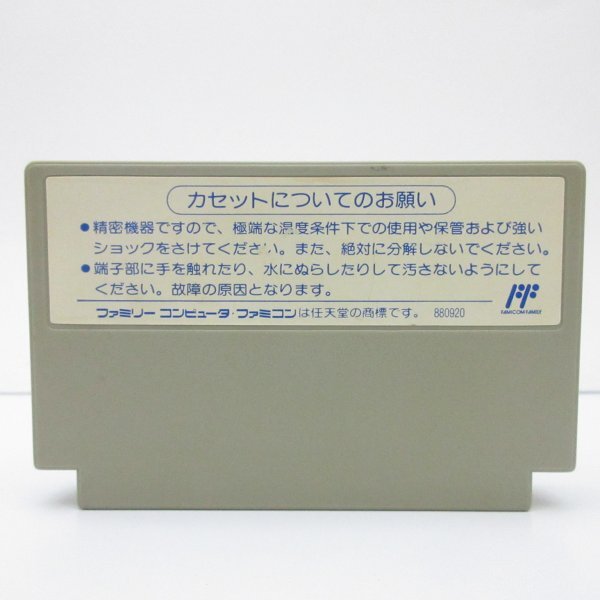 カセットについてのお願い
●精密機器ですので、極端な温度条件下での使用や保管および強い
ショックをさけてください。また、絶対に分解しないでください。
●端子部に手を触れたり、水にぬらしたりして汚さないようにして
ください。故障の原因となります。
FAMICOM FAMILY
ファミリー コンピュータ・ファミコンは任天堂の商標です。 880920